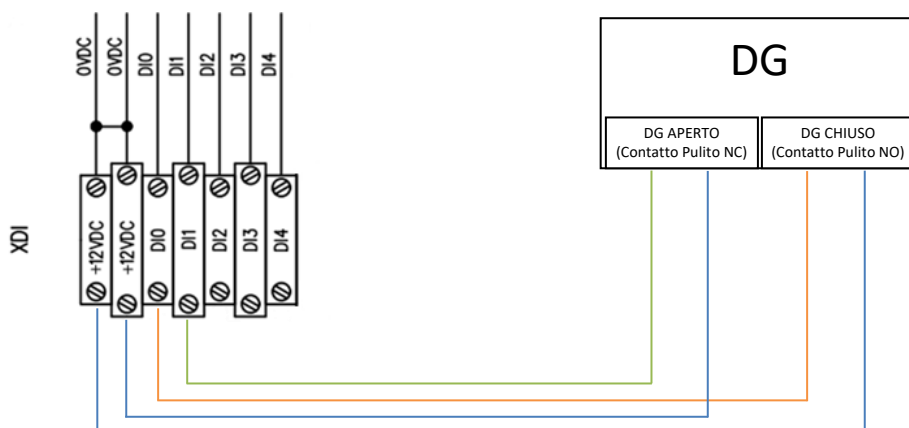 0VDC
0VDC
DI0
DI1
DI2
DI3
DI4
XDI
+12VDC
+12VDC
DI0
DI1
DI2
DI3
DI4
DG
DG APERTO
(Contatto Pulito NC)
DG CHIUSO
(Contatto Pulito NO)